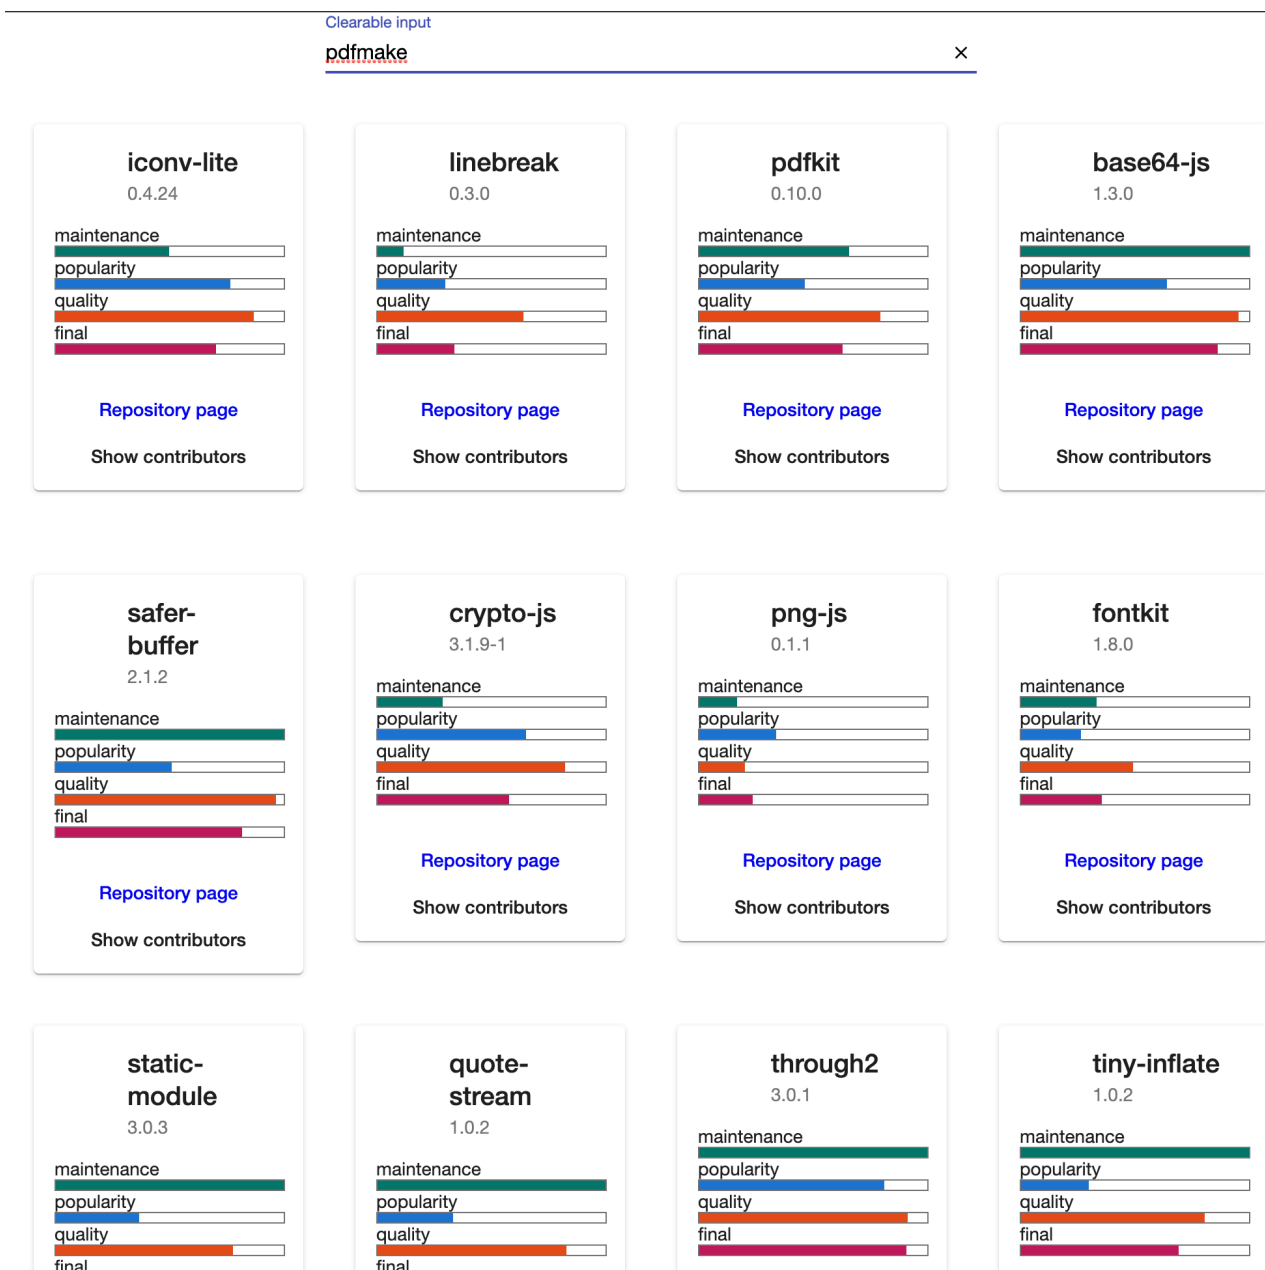 Clearable input
pdfmake
iconv-lite
0.4.24
maintenance
popularity
quality
final
Repository page
Show contributors
linebreak
0.3.0
maintenance
popularity
quality
final
Repository page
Show contributors
pdfkit
0.10.0
maintenance
popularity
quality
final
Repository page
Show contributors
base64-js
1.3.0
maintenance
popularity
quality
final
Repository page
Show contributors
safer-
buffer
2.1.2
maintenance
popularity
quality
final
Repository page
Show contributors
crypto-js
3.1.9-1
maintenance
popularity
quality
final
Repository page
Show contributors
png-js
0.1.1
maintenance
popularity
quality
final
Repository page
Show contributors
fontkit
1.8.0
maintenance
popularity
quality
final
Repository page
Show contributors
static-
module
3.0.3
maintenance
popularity
quality
final
quote-
stream
1.0.2
maintenance
popularity
quality
final
through2
3.0.1
maintenance
popularity
quality
final
tiny-inflate
1.0.2
maintenance
popularity
quality
final